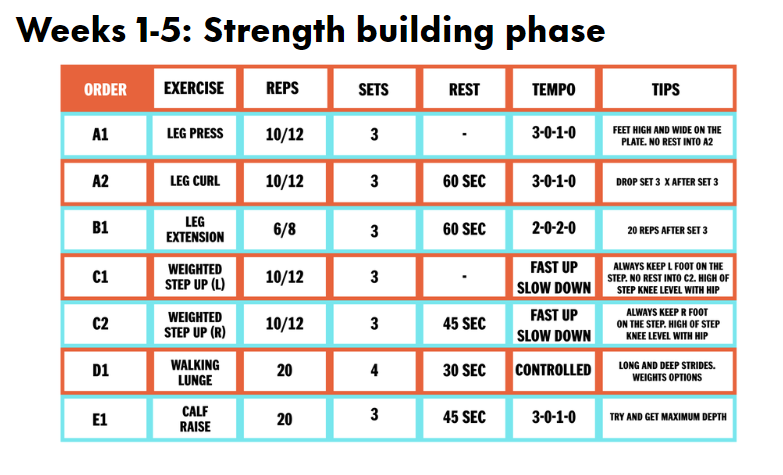 Weeks 1-5: Strength building phase
ORDER EXERCISE REPS SETS REST TEMPO TIPS
A1 LEG PRESS 10/12 3 - 3-0-1-0 FEET HIGH AND WIDE ON THE
PLATE. NO REST INTO A2
A2 LEG CURL 10/12 3 60 SEC 3-0-1-0 DROP SET 3 X AFTER SET 3
B1 LEG
EXTENSION 6/8 3 60 SEC 2-0-2-0 20 REPS AFTER SET 3
C1 WEIGHTED
STEP UP (L) 10/12 3 - FAST UP
SLOW DOWN ALWAYS KEEP L FOOT ON THE
STEP. NO REST INTO C2. HIGH OF
STEP KNEE LEVEL WITH HIP
C2 WEIGHTED
STEP UP (R) 10/12 3 45 SEC FAST UP
SLOW DOWN ALWAYS KEEP R FOOT
ON THE STEP. HIGH OF STEP
KNEE LEVEL WITH HIP
D1 WALKING
LUNGE 20 4 30 SEC CONTROLLED LONG AND DEEP STRIDES.
WEIGHTS OPTIONS
E1 CALF
RAISE 20 3 45 SEC 3-0-1-0 TRY AND GET MAXIMUM DEPTH